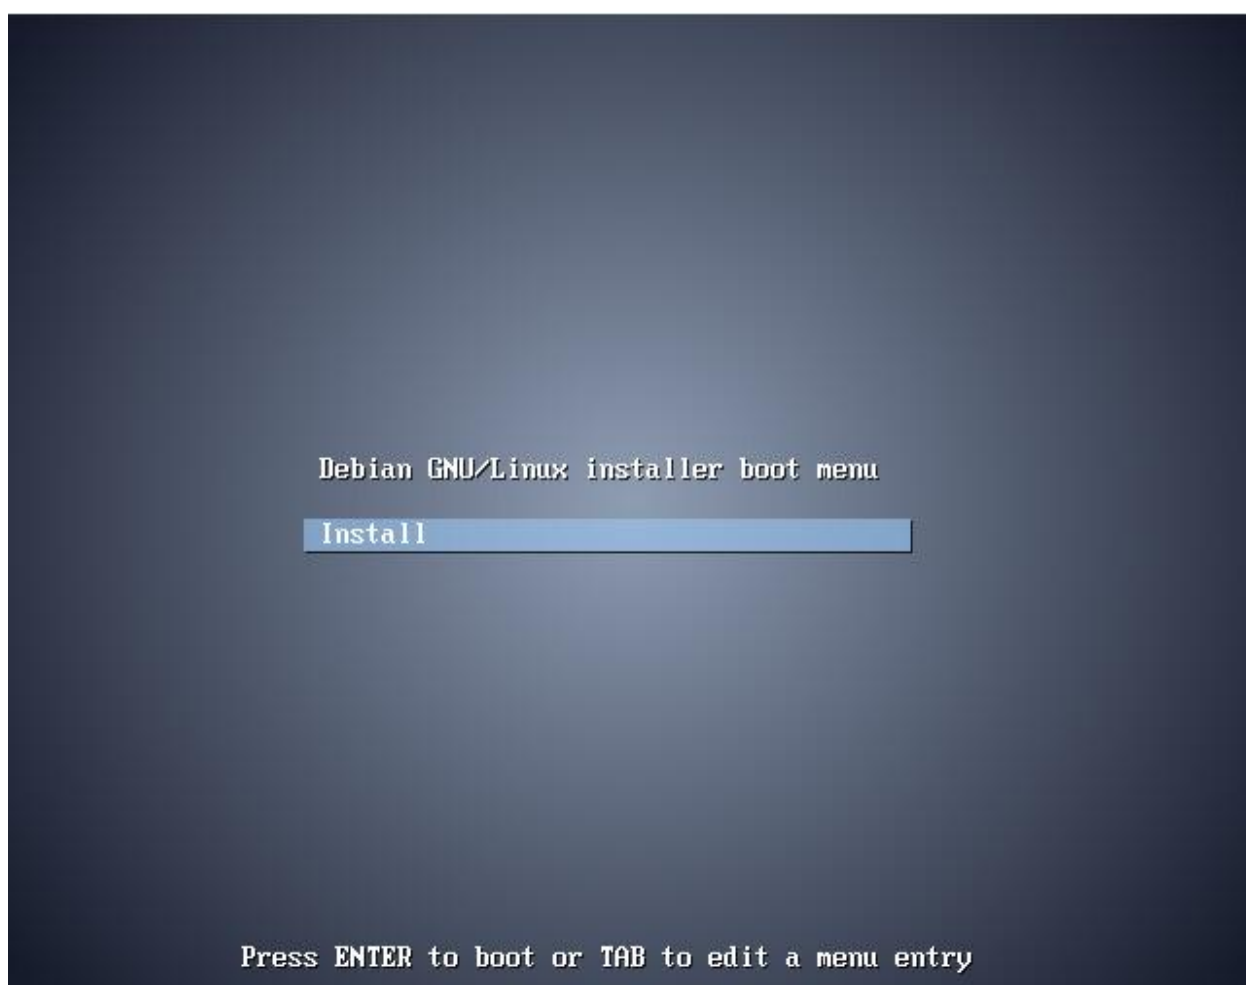 Debian GNU/Linux installer boot menu
Install
Press ENTER to boot or TAB to edit a menu entry